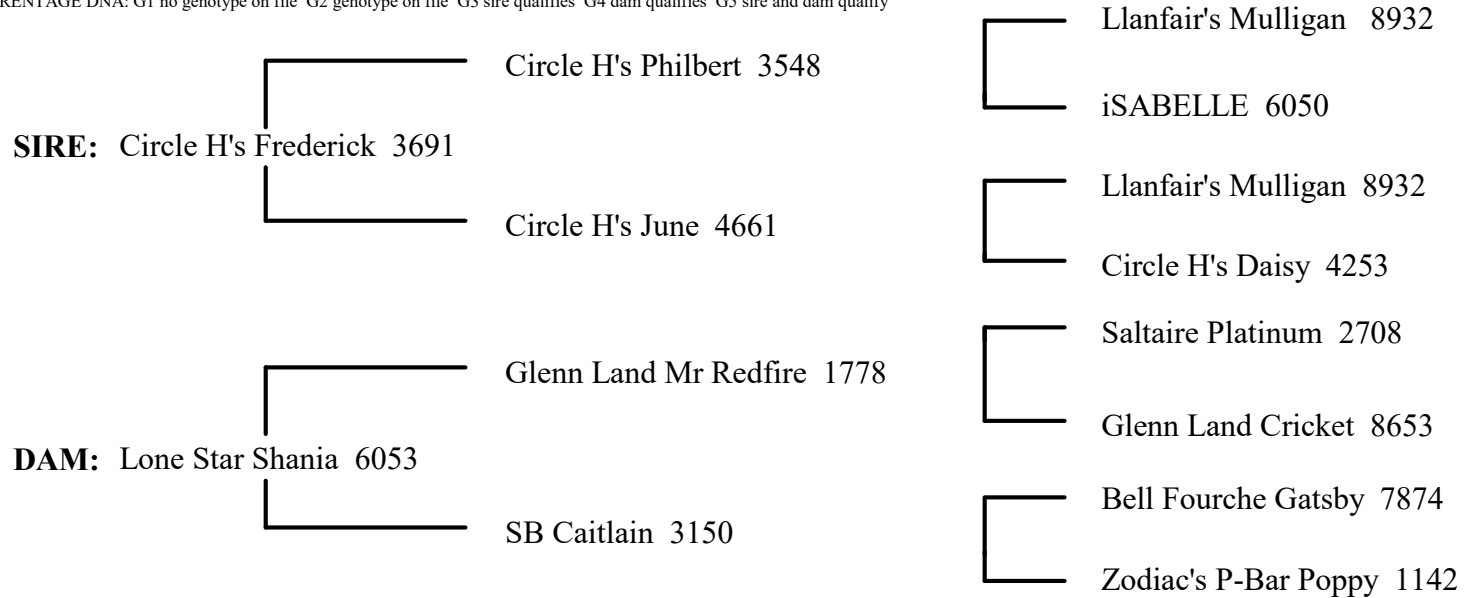 PARENTAGE DNA: G1 no genotype on file G2 genotype on file G3 sire qualifies G4 dam qualifies G5 sire and dam qualify
Llanfair's Mulligan 8932
Circle H's Philbert 3548
iSABELLE 6050
SIRE: Circle H's Frederick 3691
Llanfair's Mulligan 8932
Circle H's June 4661
Circle H's Daisy 4253
Saltaire Platinum 2708
Glenn Land Mr Redfire 1778
Glenn Land Cricket 8653
DAM: Lone Star Shania 6053
Bell Fourche Gatsby 7874
SB Caitlain 3150
Zodiac's P-Bar Poppy 1142